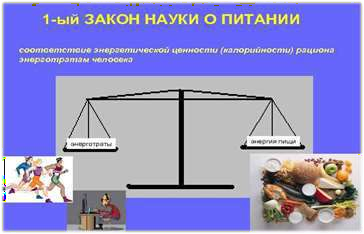 1-ый ЗАКОН НАУКИ О ПИТАНИИ
соответствие энергетической ценности (калорийности) рациона
энерготратам человека
энерготраты
энергия пищи